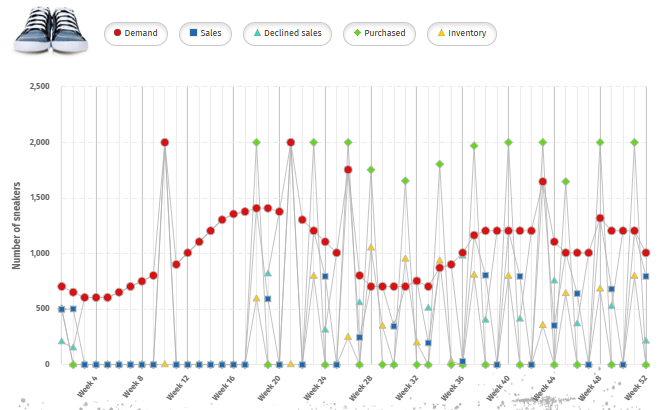 Demand Sales Declined sales Purchased Inventory
Number of sneakers
2,500
2,000
1,500
1,000
500
0
Week 4 Week 8 Week 12 Week 16 Week 20 Week 24 Week 28 Week 32 Week 36 Week 40 Week 44 Week 48 Week 52